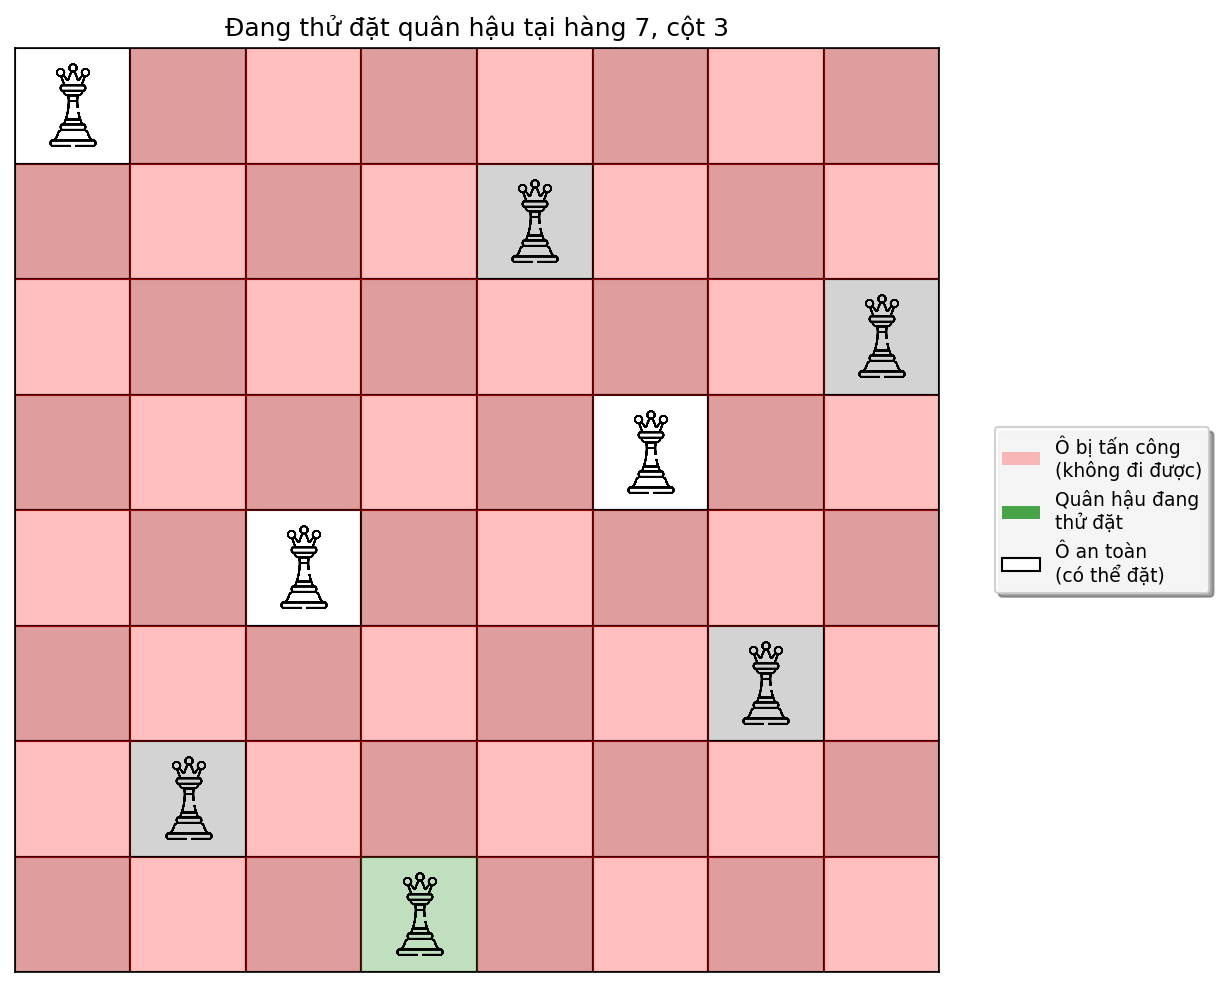 Đang thử đặt quân hậu tại hàng 7, cột 3
Ô bị tấn công
(không đi được)
Quân hậu đang
thử đặt
Ô an toàn
(có thể đặt)